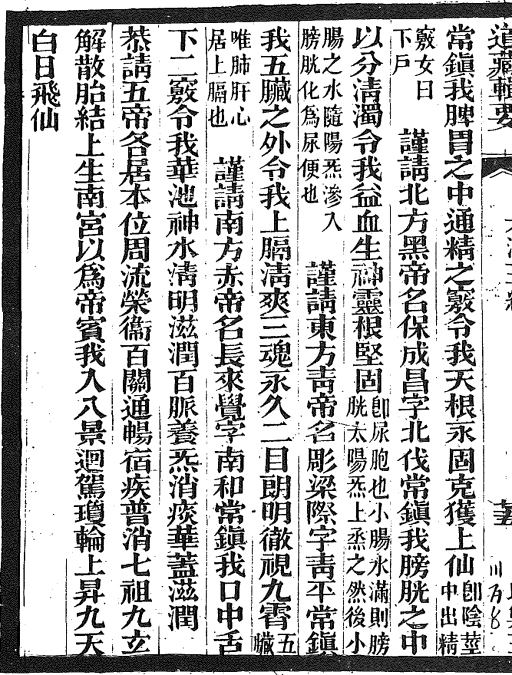 道藏輯要
常鎮我脾胃之中通精之竅令我天根永固克獲上仙卽陰莖中出精
竅女曰下戶　謹請北方黑帝名保成昌字北伐常鎮我膀胱之中
以分淸濁令我益血生神靈根堅固卽尿胞也小腸水滿則膀胱太陽炁上烝之然後小
腸之水隨陽炁滲入膀胱化爲尿便也　謹請東方靑帝名彫梁際字靑平常鎮
我五臟之外令我上膈淸爽三魂永久二目朗明徹視九霄五臟
唯肺肝心居上膈也　謹請南方赤帝名長來覺字南和常鎮我口中舌
下二竅令我華池神水淸明滋潤百脈養炁消痰華蓋滋潤
恭請五帝各居本位周流榮衞百關通暢宿疾普消七祖九玄
解散胎結上生南宮以爲帝賓我入八景迴駕瓊輪上昇九天
白日飛仙